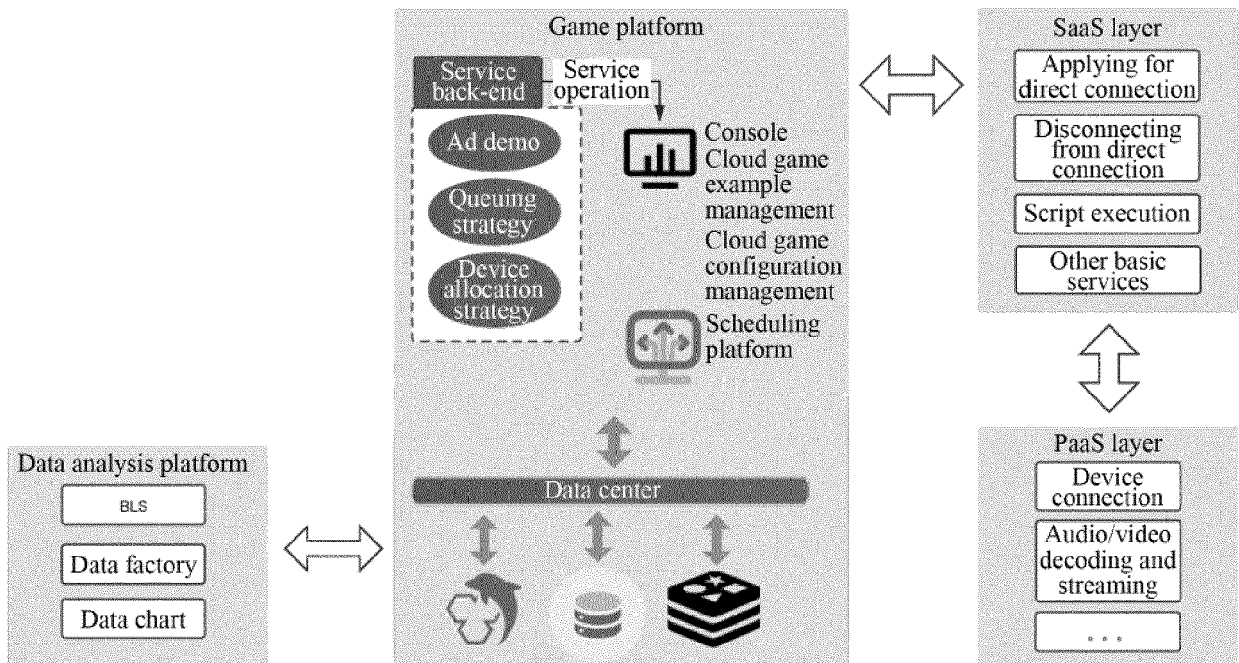 Game platform
Service
back-end
Service
operation
Ad demo
Queuing
strategy
Device
allocation
strategy
Console
Cloud game
example
management
Cloud game
configuration
management
Scheduling
platform
Data center
SaaS layer
Applying for
direct connection
Disconnecting
from direct
connection
Script execution
Other basic
services
PaaS layer
Device
connection
Audio/video
decoding and
streaming
...
Data analysis platform
BLS
Data factory
Data chart